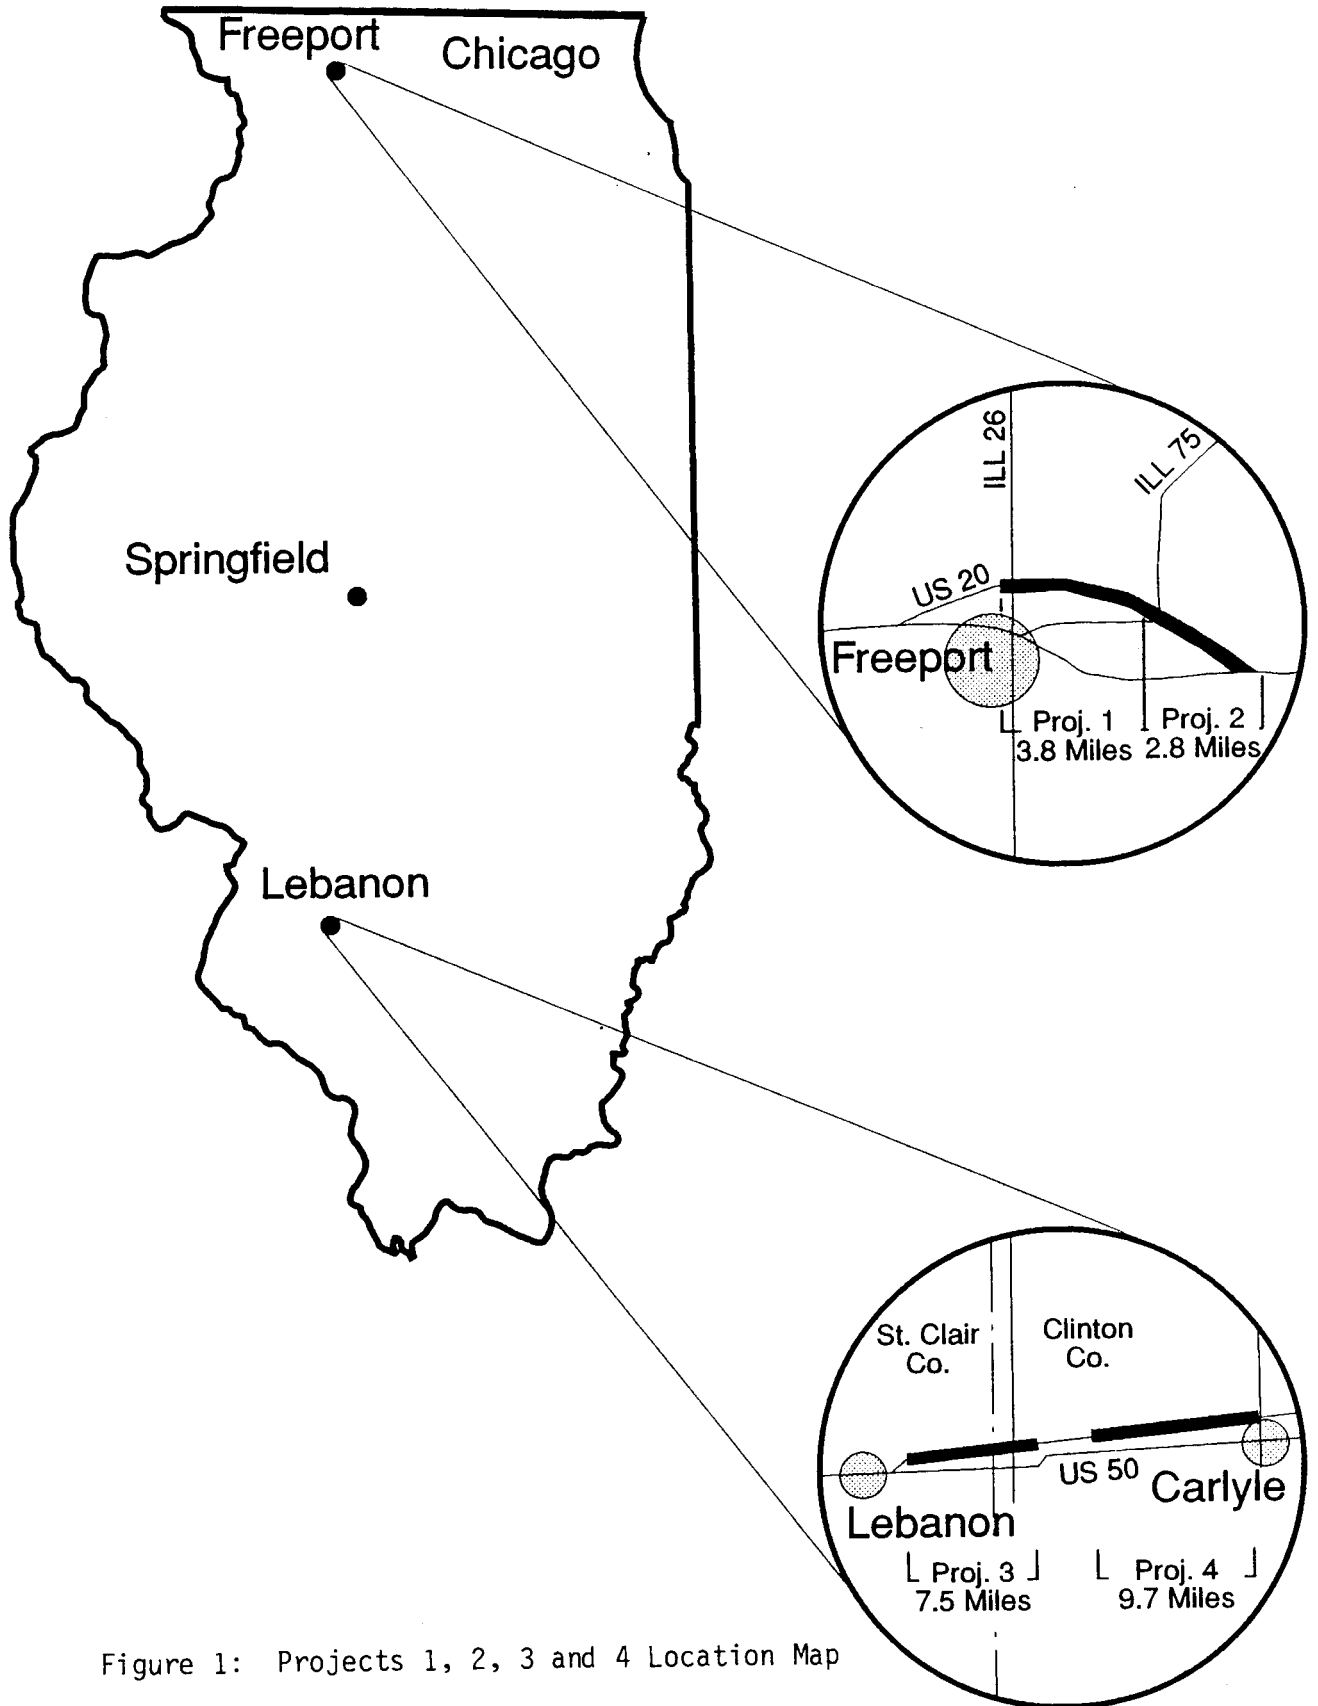 Freeport
Chicago
ILL 26
ILL 75
US 20
Freeport
Proj. 1
3.8 Miles
Proj. 2
2.8 Miles
Springfield
Lebanon
St. Clair
Co.
Clinton
Co.
US 50
Carlyle
Lebanon
Proj. 3
7.5 Miles
Proj. 4
9.7 Miles
Figure 1: Projects 1, 2, 3 and 4 Location Map